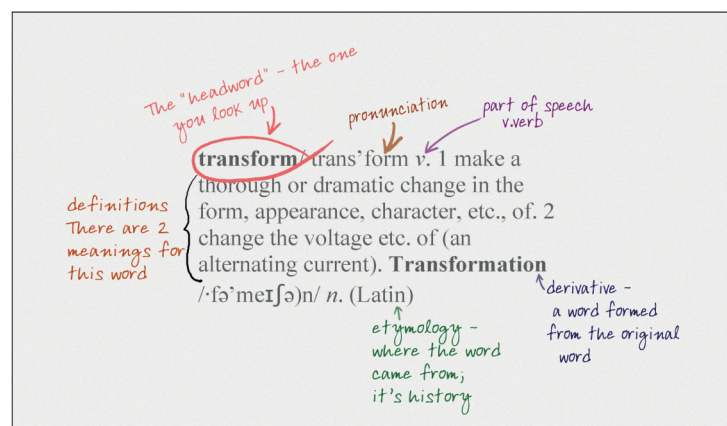 The "headword" - the one
you look up
pronunciation
part of speech
v.verb
transform/ trans'form v. 1 make a
thorough or dramatic change in the
form, appearance, character, etc., of. 2
change the voltage etc. of (an
alternating current). Transformation
/·fə'meɪʃə)n/ n. (Latin)
definitions
There are 2
meanings for
this word
derivative -
a word formed
from the original
word
etymology -
where the word
came from;
it's history